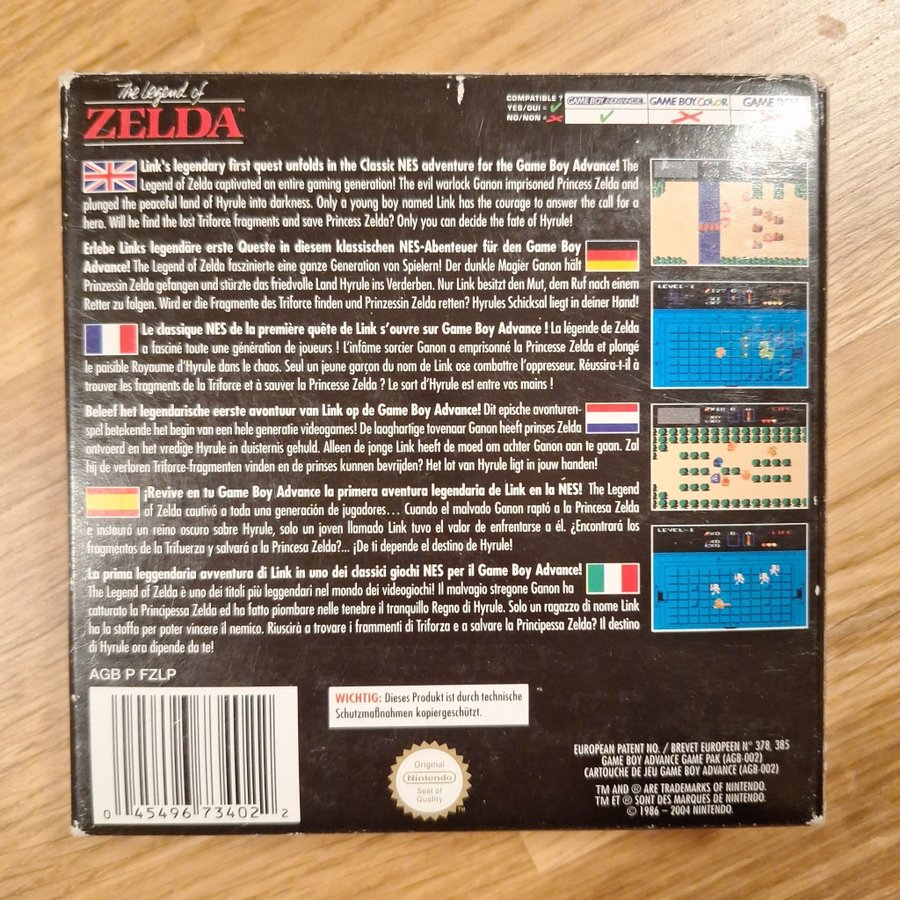 The Legend of
ZELDA™
COMPATIBLE ?
YES/OUI =
NO/NON =
GAME BOY ADVANCE
GAME BOY COLOR
GAME BOY
Link's legendary first quest unfolds in the Classic NES adventure for the Game Boy Advance! The
Legend of Zelda captivated an entire gaming generation! The evil warlock Ganon imprisoned Princess Zelda and
plunged the peaceful land of Hyrule into darkness. Only a young boy named Link has the courage to answer the call for a
hero. Will he find the lost Triforce fragments and save Princess Zelda? Only you can decide the fate of Hyrule!
Erlebe Links legendäre erste Queste in diesem klassischen NES-Abenteuer für den Game Boy
Advance! The Legend of Zelda faszinierte eine ganze Generation von Spielern! Der dunkle Magier Ganon hält
Prinzessin Zelda gefangen und stürzte das friedvolle Land Hyrule ins Verderben. Nur Link besitzt den Mut, dem Ruf nach einem
Retter zu folgen. Wird er die Fragmente des Triforce finden und Prinzessin Zelda retten? Hyrules Schicksal liegt in deiner Hand!
Le classique NES de la première quête de Link s'ouvre sur Game Boy Advance ! La légende de Zelda
a fasciné toute une génération de joueurs ! L'infâme sorcier Ganon a emprisonné la Princesse Zelda et plongé
le paisible Royaume d'Hyrule dans le chaos. Seul un jeune garçon du nom de Link ose combattre l'oppresseur. Réussira-t-il à
trouver les fragments de la Triforce et à sauver la Princesse Zelda ? Le sort d'Hyrule est entre vos mains !
Beleef het legendarische eerste avontuur van Link op de Game Boy Advance! Dit epische avonturen-
spel betekende het begin van een hele generatie videogames! De laaghartige tovenaar Ganon heeft prinses Zelda
ontvoerd en het vredige Hyrule in duisternis gehuld. Alleen de jonge Link heeft de moed om achter Ganon aan te gaan. Zal
hij de verloren Triforce-fragmenten vinden en de prinses kunnen bevrijden? Het lot van Hyrule ligt in jouw handen!
¡Revive en tu Game Boy Advance la primera aventura legendaria de Link en la NES! The Legend
of Zelda cautivó a toda una generación de jugadores... Cuando el malvado Ganon raptó a la Princesa Zelda
e instauró un reino oscuro sobre Hyrule, solo un joven llamado Link tuvo el valor de enfrentarse a él. ¿Encontrará los
fragmentos de la Trifuerza y salvará a la Princesa Zelda?... ¡De ti depende el destino de Hyrule!
La prima leggendaria avventura di Link in uno dei classici giochi NES per il Game Boy Advance!
The Legend of Zelda è uno dei titoli più leggendari nel mondo dei videogiochi! Il malvagio stregone Ganon ha
catturato la Principessa Zelda ed ha fatto piombare nelle tenebre il tranquillo Regno di Hyrule. Solo un ragazzo di nome Link
ha la stoffa per poter vincere il nemico. Riuscirà a trovare i frammenti di Triforza e a salvare la Principessa Zelda? Il destino
di Hyrule ora dipende da te!
LEVEL-1
-LIFE-
LEVEL-1
AGB P FZLP
0 45496 73402 2
WICHTIG: Dieses Produkt ist durch technische
Schutzmaßnahmen kopiergeschützt.
Original
Nintendo
Seal of
Quality
TM
EUROPEAN PATENT NO. / BREVET EUROPEEN N° 378, 385
GAME BOY ADVANCE GAME PAK (AGB-002)
CARTOUCHE DE JEU GAME BOY ADVANCE (AGB-002)
TM AND ® ARE TRADEMARKS OF NINTENDO.
TM ET ® SONT DES MARQUES DE NINTENDO.
© 1986 – 2004 NINTENDO.